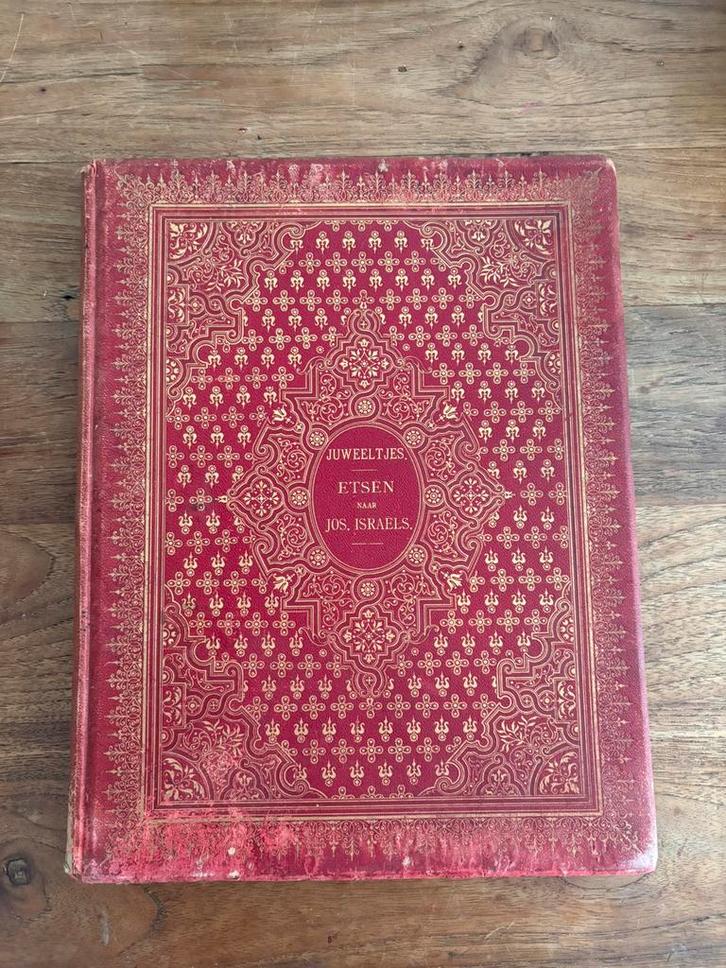 JUWEELTJES.
ETSEN
NAAR
JOS. ISRAELS.